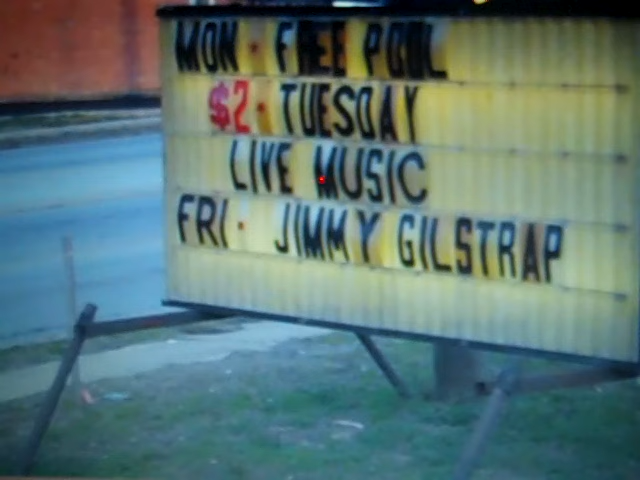 MON · FREE POOL
$2 · TUESDAY
LIVE MUSIC
FRI · JIMMY GILSTRAP